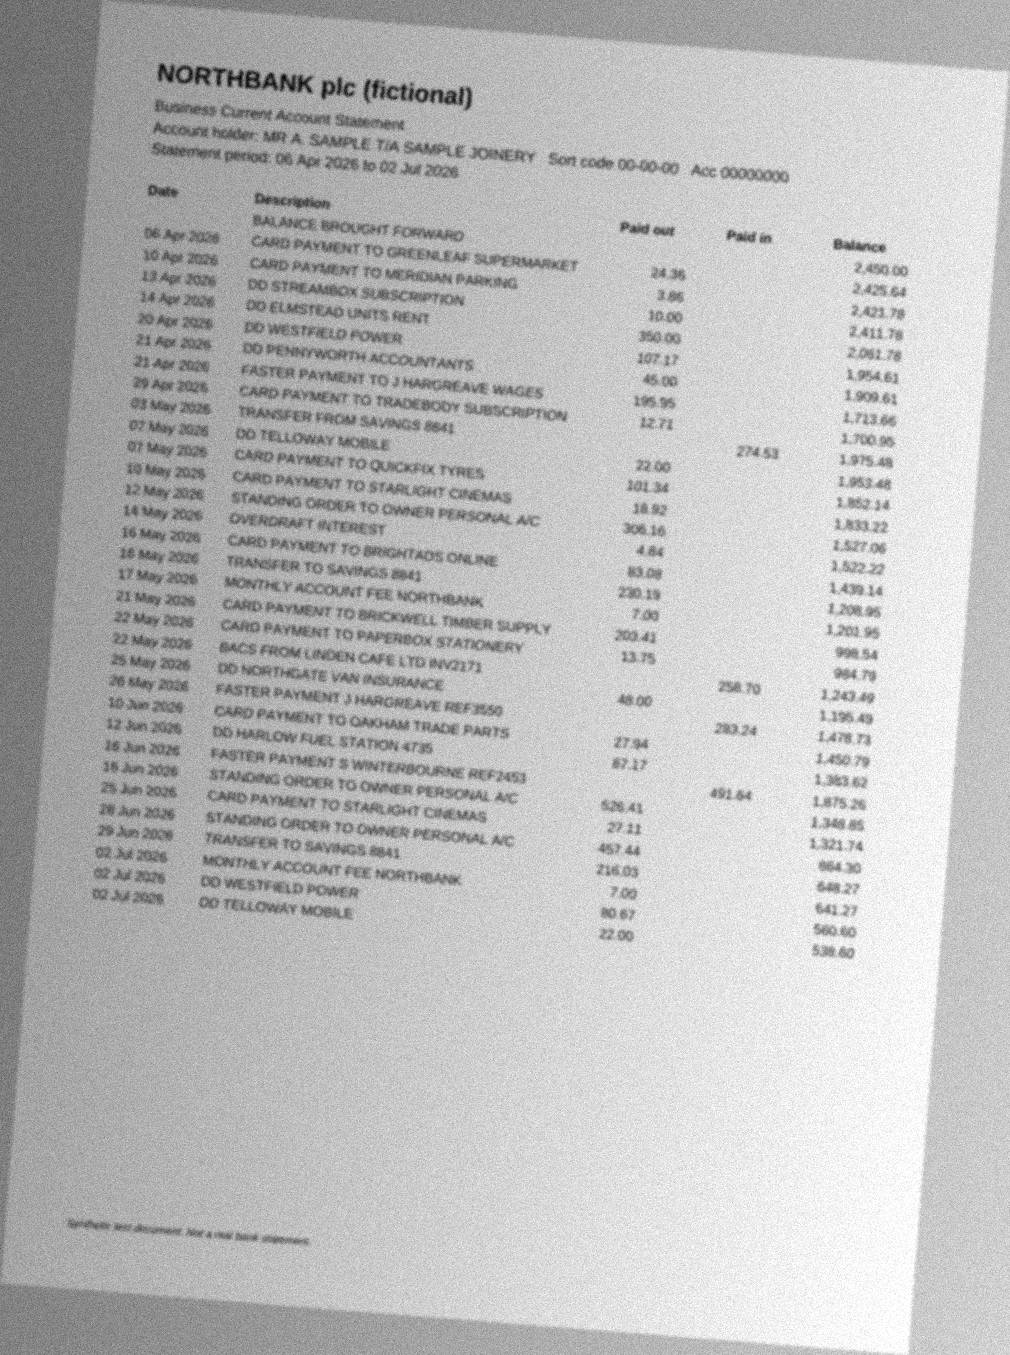 NORTHBANK plc (fictional)
Business Current Account Statement
Account holder: MR A. SAMPLE T/A SAMPLE JOINERY Sort code 00-00-00 Acc 00000000
Statement period: 06 Apr 2026 to 02 Jul 2026
Date Description Paid out Paid in Balance
BALANCE BROUGHT FORWARD 2,450.00
06 Apr 2026 CARD PAYMENT TO GREENLEAF SUPERMARKET 24.36 2,425.64
10 Apr 2026 CARD PAYMENT TO MERIDIAN PARKING 3.86 2,421.78
13 Apr 2026 DD STREAMBOX SUBSCRIPTION 10.00 2,411.78
14 Apr 2026 DD ELMSTEAD UNITS RENT 350.00 2,061.78
20 Apr 2026 DD WESTFIELD POWER 107.17 1,954.61
21 Apr 2026 DD PENNYWORTH ACCOUNTANTS 45.00 1,909.61
21 Apr 2026 FASTER PAYMENT TO J HARGREAVE WAGES 195.95 1,713.66
29 Apr 2026 CARD PAYMENT TO TRADEBODY SUBSCRIPTION 12.71 1,700.95
03 May 2026 TRANSFER FROM SAVINGS 8841 274.53 1,975.48
07 May 2026 DD TELLOWAY MOBILE 22.00 1,953.48
07 May 2026 CARD PAYMENT TO QUICKFIX TYRES 101.34 1,852.14
10 May 2026 CARD PAYMENT TO STARLIGHT CINEMAS 18.92 1,833.22
12 May 2026 STANDING ORDER TO OWNER PERSONAL A/C 306.16 1,527.06
14 May 2026 OVERDRAFT INTEREST 4.84 1,522.22
16 May 2026 CARD PAYMENT TO BRIGHTADS ONLINE 83.08 1,439.14
16 May 2026 TRANSFER TO SAVINGS 8841 230.19 1,208.95
17 May 2026 MONTHLY ACCOUNT FEE NORTHBANK 7.00 1,201.95
21 May 2026 CARD PAYMENT TO BRICKWELL TIMBER SUPPLY 203.41 998.54
22 May 2026 CARD PAYMENT TO PAPERBOX STATIONERY 13.75 984.79
22 May 2026 BACS FROM LINDEN CAFE LTD INV2171 258.70 1,243.49
25 May 2026 DD NORTHGATE VAN INSURANCE 48.00 1,195.49
26 May 2026 FASTER PAYMENT J HARGREAVE REF3550 283.24 1,478.73
10 Jun 2026 CARD PAYMENT TO OAKHAM TRADE PARTS 27.94 1,450.79
12 Jun 2026 DD HARLOW FUEL STATION 4735 67.17 1,383.62
16 Jun 2026 FASTER PAYMENT S WINTERBOURNE REF2453 491.64 1,875.26
16 Jun 2026 STANDING ORDER TO OWNER PERSONAL A/C 526.41 1,348.85
25 Jun 2026 CARD PAYMENT TO STARLIGHT CINEMAS 27.11 1,321.74
28 Jun 2026 STANDING ORDER TO OWNER PERSONAL A/C 457.44 864.30
29 Jun 2026 TRANSFER TO SAVINGS 8841 216.03 648.27
02 Jul 2026 MONTHLY ACCOUNT FEE NORTHBANK 7.00 641.27
02 Jul 2026 DD WESTFIELD POWER 80.67 560.60
02 Jul 2026 DD TELLOWAY MOBILE 22.00 538.60
Synthetic test document. Not a real bank statement.